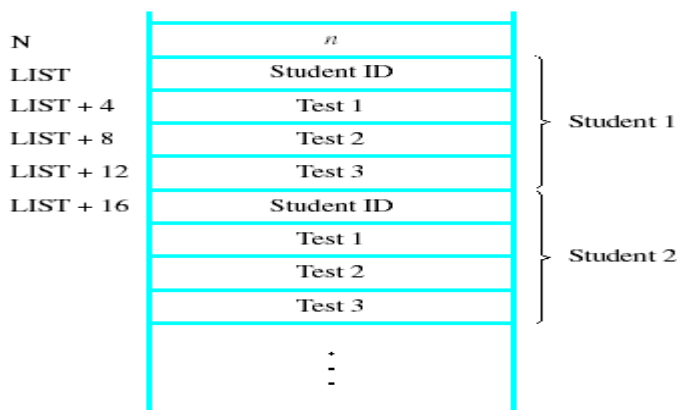 N n
LIST Student ID
LIST + 4 Test 1
LIST + 8 Test 2
LIST + 12 Test 3
Student 1
LIST + 16 Student ID
Test 1
Test 2
Test 3
Student 2